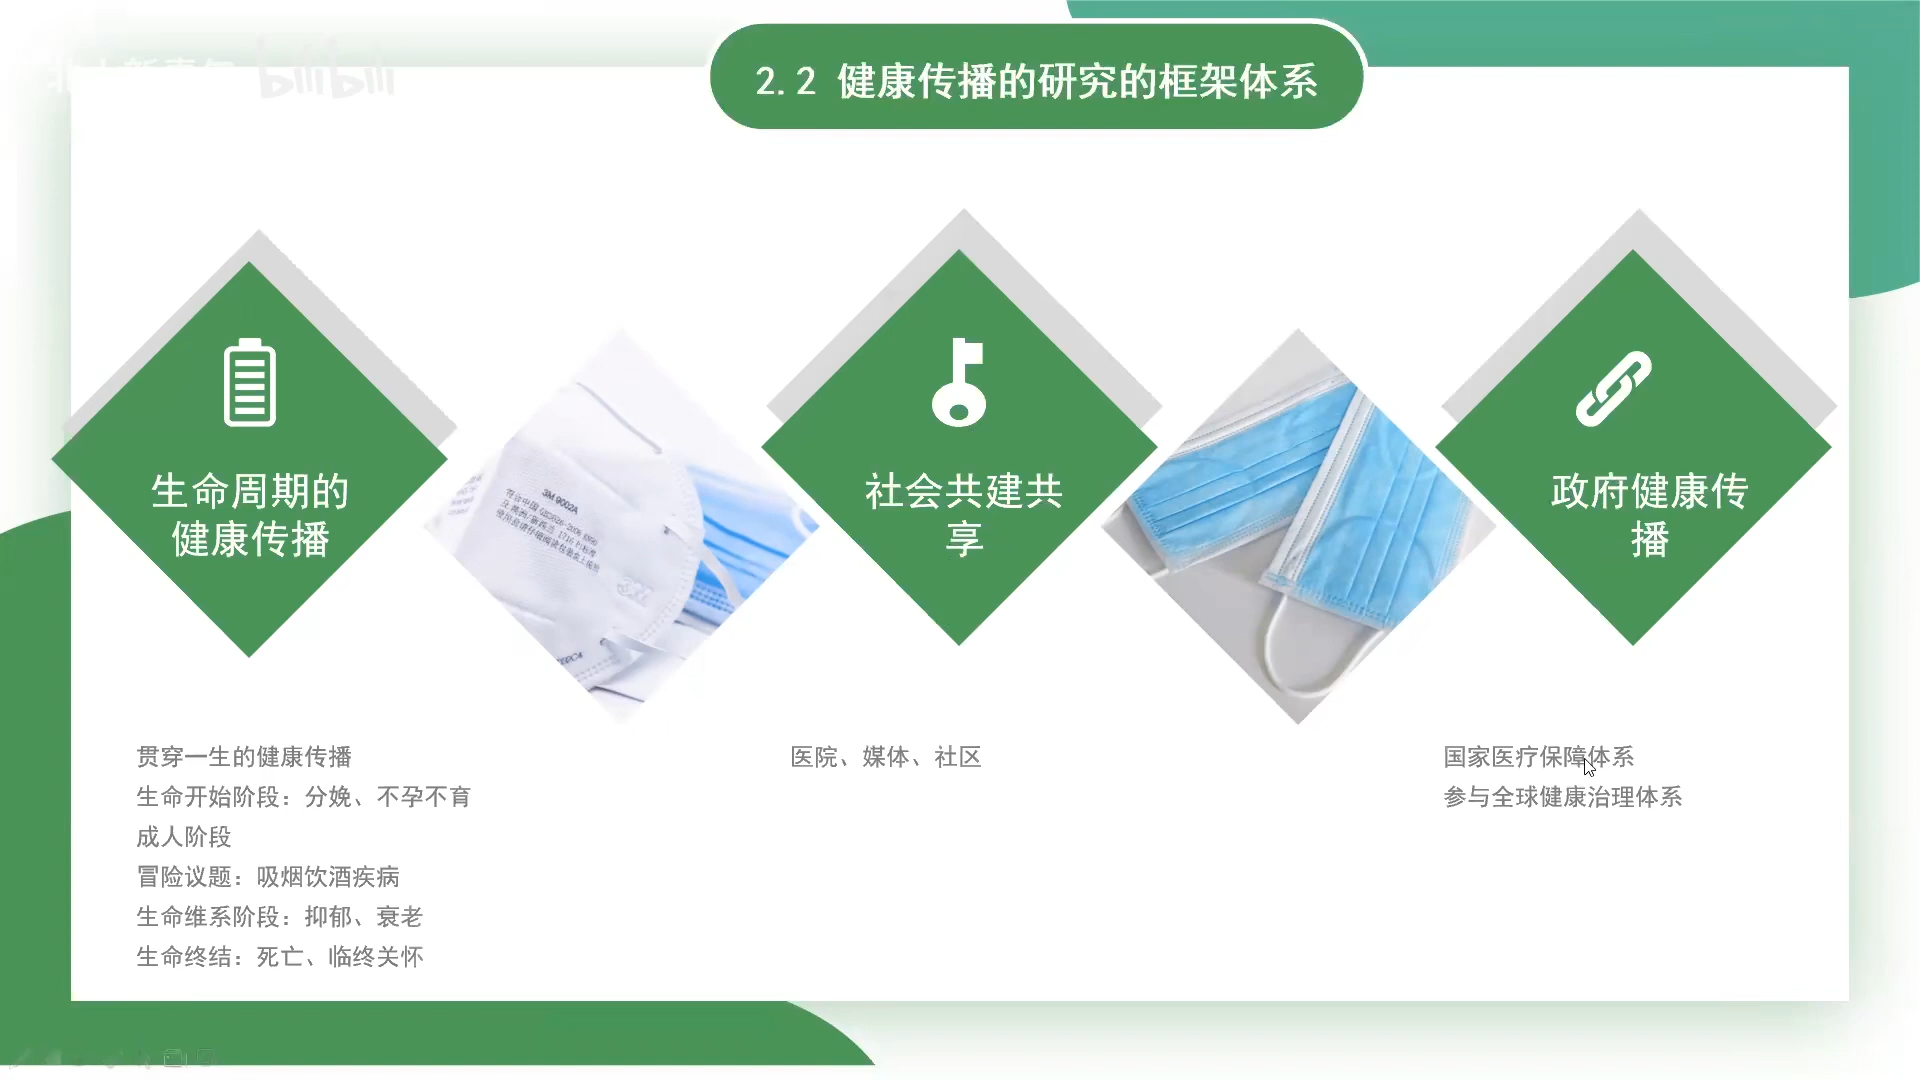 bilibili
2.2 健康传播的研究的框架体系
生命周期的
健康传播
社会共建共
享
政府健康传
播
3M 9002A
贯穿一生的健康传播
生命开始阶段：分娩、不孕不育
成人阶段
冒险议题：吸烟饮酒疾病
生命维系阶段：抑郁、衰老
生命终结：死亡、临终关怀
医院、媒体、社区
国家医疗保障体系
参与全球健康治理体系